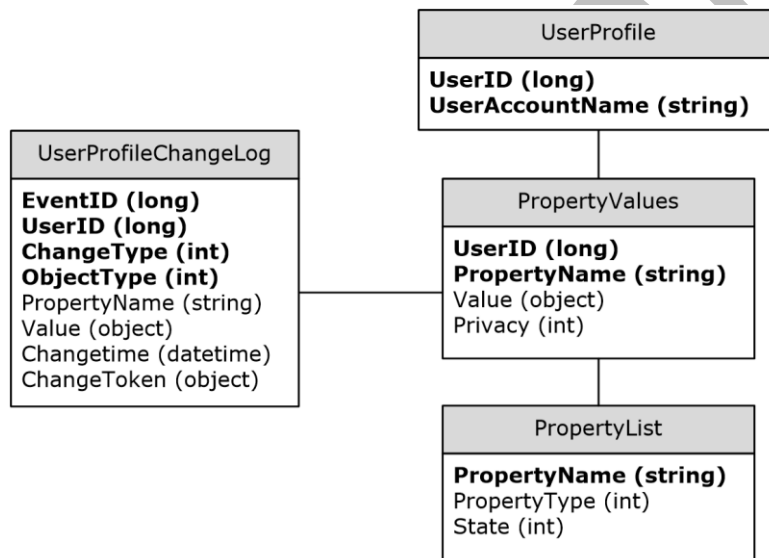 UserProfile
UserID (long)
UserAccountName (string)
UserProfileChangeLog
EventID (long)
UserID (long)
ChangeType (int)
ObjectType (int)
PropertyName (string)
Value (object)
Changetime (datetime)
ChangeToken (object)
PropertyValues
UserID (long)
PropertyName (string)
Value (object)
Privacy (int)
PropertyList
PropertyName (string)
PropertyType (int)
State (int)